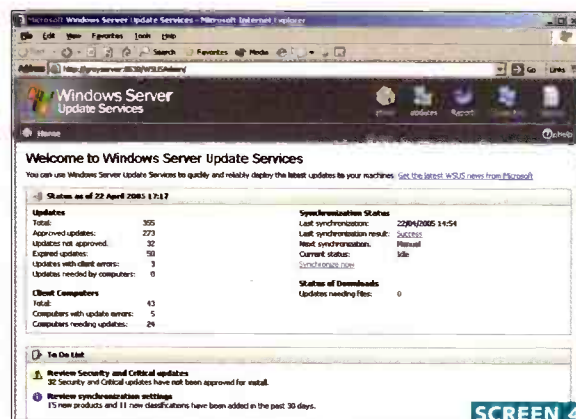 Microsoft Windows Server Update Services - Microsoft Internet Explorer
File Edit View Favorites Tools Help
Search Favorites Media
Address
Go Links
Windows Server
Update Services
Home Updates Reports
Home
Help
Welcome to Windows Server Update Services
You can use Windows Server Update Services to quickly and reliably deploy the latest updates to your machines. Get the latest WSUS news from Microsoft
Status as of 22 April 2005 17:17
Updates
Total: 355
Approved updates: 273
Updates not approved: 32
Expired updates: 50
Updates with client errors: 3
Updates needed by computers: 0
Client Computers
Total: 43
Computers with update errors: 5
Computers needing updates: 24
Synchronization Status
Last synchronization: 22/04/2005 14:54
Last synchronization result: Success
Next synchronization: Manual
Current status: Idle
Synchronize now
Status of Downloads
Updates needing files: 0
To Do List
Review Security and Critical updates
32 Security and Critical updates have not been approved for install.
Review synchronization settings
15 new products and 11 new classifications have been added in the past 30 days.
SCREEN